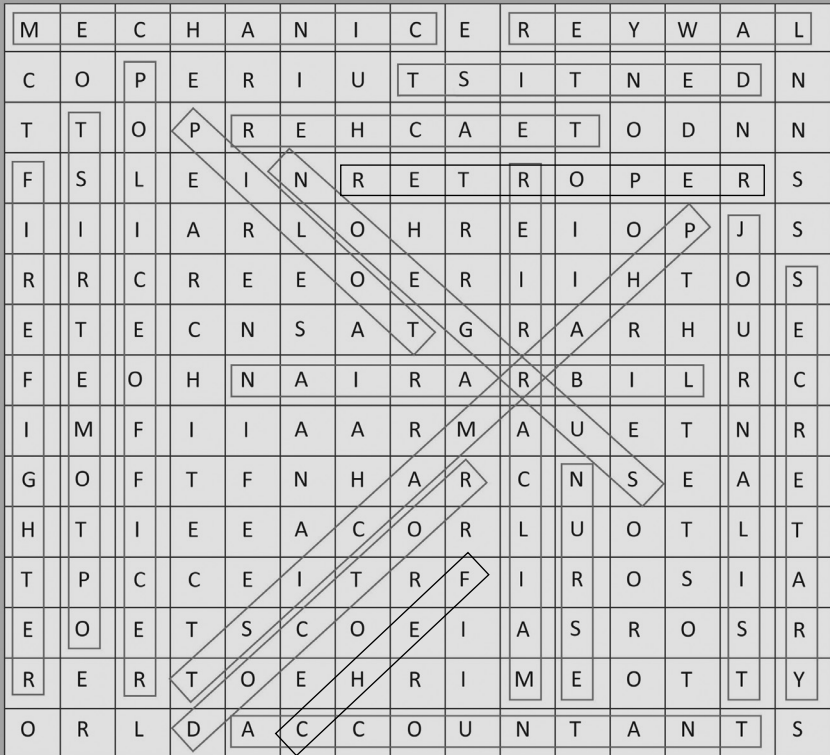 M E C H A N I C E R E Y W A L
C O P E R I U T S I T N E D N
T T O P R E H C A E T O D N N
F S L E I N R E T R O P E R S
I I I A R L O H R E I O P J S
R R C R E E O E R I I H T O S
E T E C N S A T G R A R H U E
F E O H N A I R A R B I L R C
I M F I I A A R M A U E T N R
G O F T F N H A R C N S E A E
H T I E E A C O R L U O T L T
T P C C E I T R F I R O S I A
E O E T S C O E I A S R O S R
R E R T O E H R I M E O T T Y
O R L D A C C O U N T A N T S